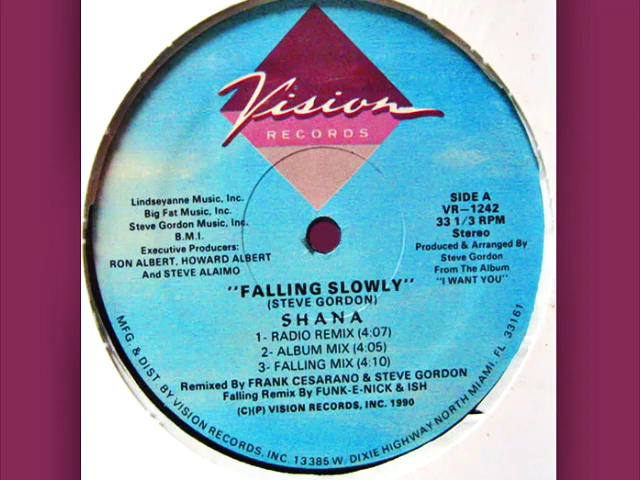 Vision
RECORDS
Lindseyanne Music, Inc.
Big Fat Music, Inc.
Steve Gordon Music, Inc.
B.M.I.
Executive Producers:
RON ALBERT, HOWARD ALBERT
And STEVE ALAIMO
SIDE A
VR-1242
33 1/3 RPM
Stereo
Produced & Arranged By
Steve Gordon
From The Album
"I WANT YOU"
"FALLING SLOWLY"
(STEVE GORDON)
SHANA
1- RADIO REMIX (4:07)
2- ALBUM MIX (4:05)
3- FALLING MIX (4:10)
Remixed By FRANK CESARANO & STEVE GORDON
Falling Remix By FUNK-E-NICK & ISH
(C)(P) VISION RECORDS, INC. 1990
MFG. & DIST. BY VISION RECORDS, INC. 13385 W. DIXIE HIGHWAY NORTH MIAMI, FL. 33161